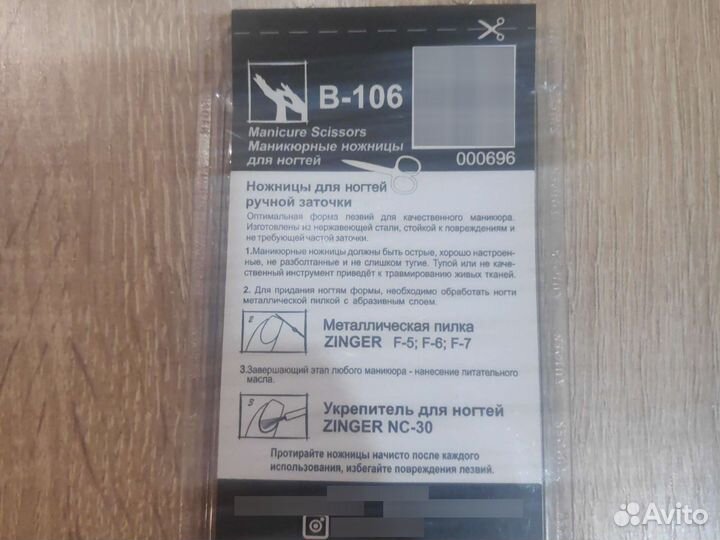 B-106
Manicure Scissors
Маникюрные ножницы
для ногтей
000696
Ножницы для ногтей
ручной заточки
Оптимальная форма лезвий для качественного маникюра.
Изготовлены из нержавеющей стали, стойкой к повреждениям и
не требующей частой заточки.
1.Маникюрные ножницы должны быть острые, хорошо настроен-
ные, не разболтанные и не слишком тугие. Тупой или не каче-
ственный инструмент приведёт к травмированию живых тканей.
2. Для придания ногтям формы, необходимо обработать ногти
металлической пилкой с абразивным слоем.
2
Металлическая пилка
ZINGER F-5; F-6; F-7
3.Завершающий этап любого маникюра - нанесение питательного
масла.
3
Укрепитель для ногтей
ZINGER NC-30
Протирайте ножницы начисто после каждого
использования, избегайте повреждения лезвий.
Avito